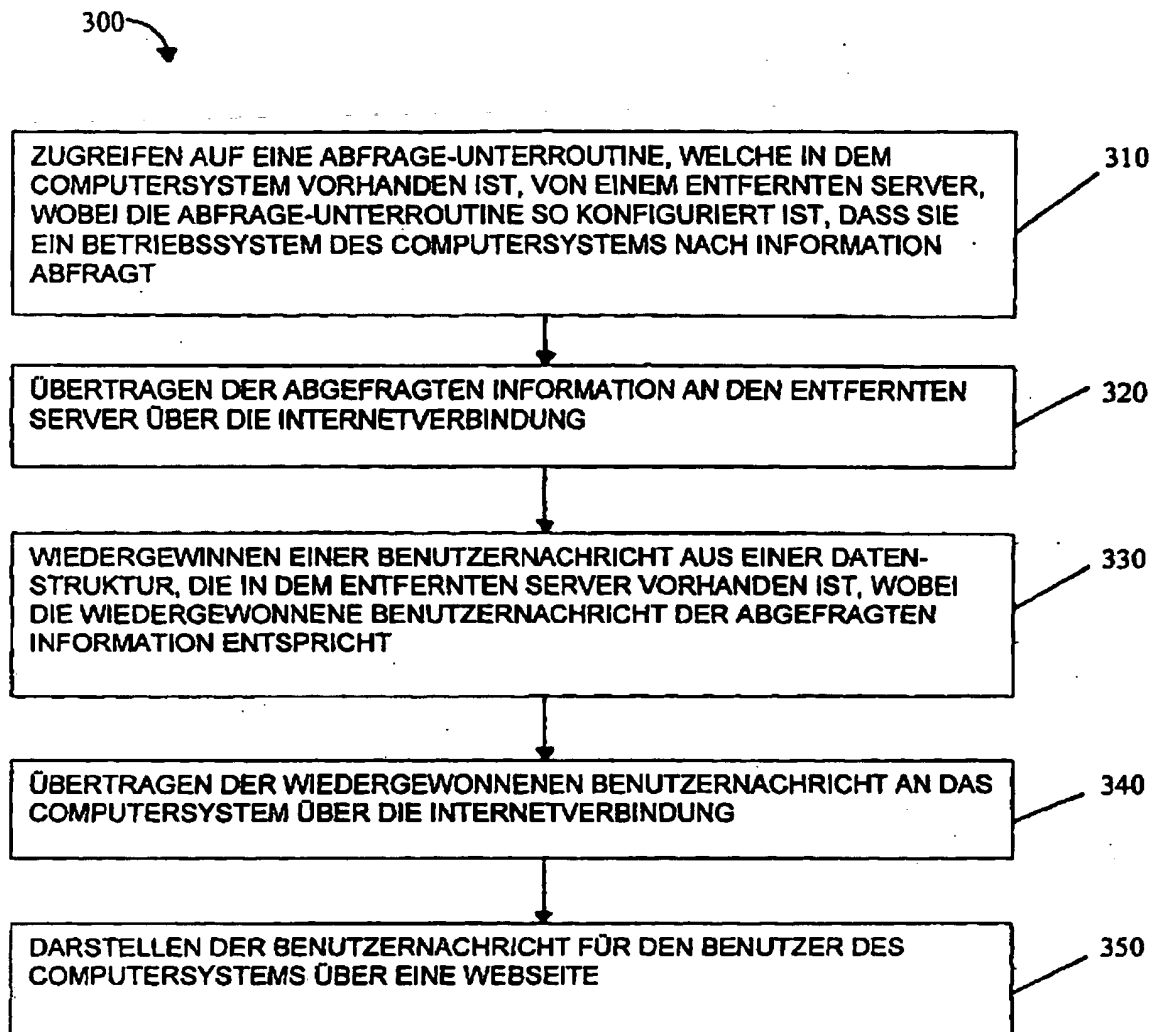 300
ZUGREIFEN AUF EINE ABFRAGE-UNTERROUTINE, WELCHE IN DEM
COMPUTERSYSTEM VORHANDEN IST, VON EINEM ENTFERNTEN SERVER,
WOBEI DIE ABFRAGE-UNTERROUTINE SO KONFIGURIERT IST, DASS SIE
EIN BETRIEBSSYSTEM DES COMPUTERSYSTEMS NACH INFORMATION
ABFRAGT
310
ÜBERTRAGEN DER ABGEFRAGTEN INFORMATION AN DEN ENTFERNTEN
SERVER ÜBER DIE INTERNETVERBINDUNG
320
WIEDERGEWINNEN EINER BENUTZERNACHRICHT AUS EINER DATEN-
STRUKTUR, DIE IN DEM ENTFERNTEN SERVER VORHANDEN IST, WOBEI
DIE WIEDERGEWONNENE BENUTZERNACHRICHT DER ABGEFRAGTEN
INFORMATION ENTSPRICHT
330
ÜBERTRAGEN DER WIEDERGEWONNENEN BENUTZERNACHRICHT AN DAS
COMPUTERSYSTEM ÜBER DIE INTERNETVERBINDUNG
340
DARSTELLEN DER BENUTZERNACHRICHT FÜR DEN BENUTZER DES
COMPUTERSYSTEMS ÜBER EINE WEBSEITE
350